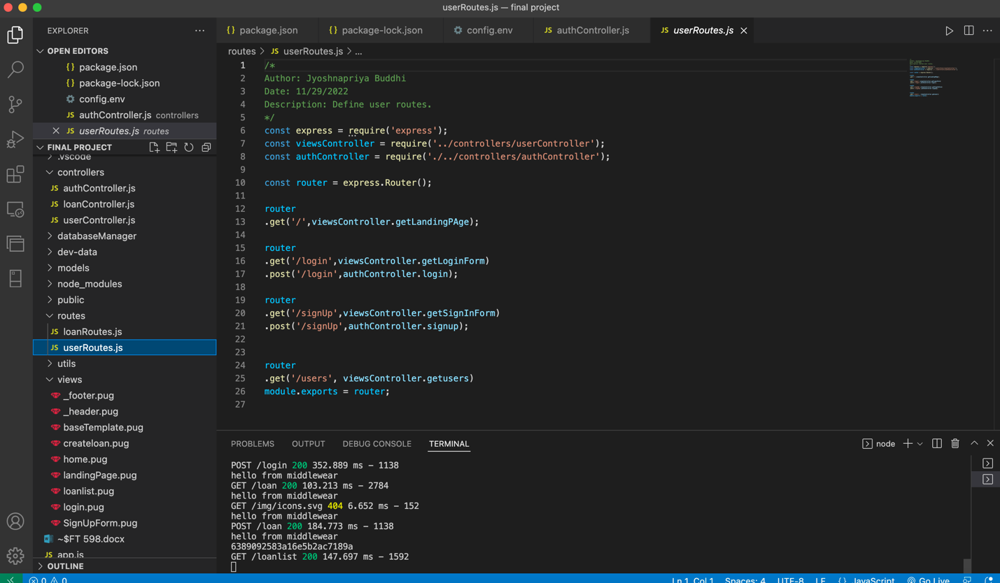 userRoutes.js — final project
EXPLORER
OPEN EDITORS
{} package.json
{} package-lock.json
config.env
JS authController.js controllers
JS userRoutes.js routes
FINAL PROJECT
.vscode
controllers
JS authController.js
JS loanController.js
JS userController.js
databaseManager
dev-data
models
node_modules
public
routes
JS loanRoutes.js
JS userRoutes.js
utils
views
_footer.pug
_header.pug
baseTemplate.pug
createloan.pug
home.pug
landingPage.pug
loanlist.pug
login.pug
SignUpForm.pug
~$FT 598.docx
JS app.js
OUTLINE
{} package.json
{} package-lock.json
config.env
JS authController.js
JS userRoutes.js
routes > JS userRoutes.js > ...
1 /*
2 Author: Jyoshnapriya Buddhi
3 Date: 11/29/2022
4 Description: Define user routes.
5 */
6 const express = require('express');
7 const viewsController = require('../controllers/userController');
8 const authController = require('./../controllers/authController');
9
10 const router = express.Router();
11
12 router
13 .get('/',viewsController.getLandingPAge);
14
15 router
16 .get('/login',viewsController.getLoginForm)
17 .post('/login',authController.login);
18
19 router
20 .get('/signUp',viewsController.getSignInForm)
21 .post('/signUp',authController.signup);
22
23
24 router
25 .get('/users', viewsController.getusers)
26 module.exports = router;
27
PROBLEMS OUTPUT DEBUG CONSOLE TERMINAL
node
POST /login 200 352.889 ms – 1138
hello from middlewear
GET /loan 200 103.213 ms – 2784
hello from middlewear
GET /img/icons.svg 404 6.652 ms – 152
hello from middlewear
POST /loan 200 184.773 ms – 1138
hello from middlewear
6389092583a16e5b2ac7189a
GET /loanlist 200 147.697 ms – 1592
0 0
Ln 1, Col 1 Spaces: 4 UTF-8 LF {} JavaScript Go Live